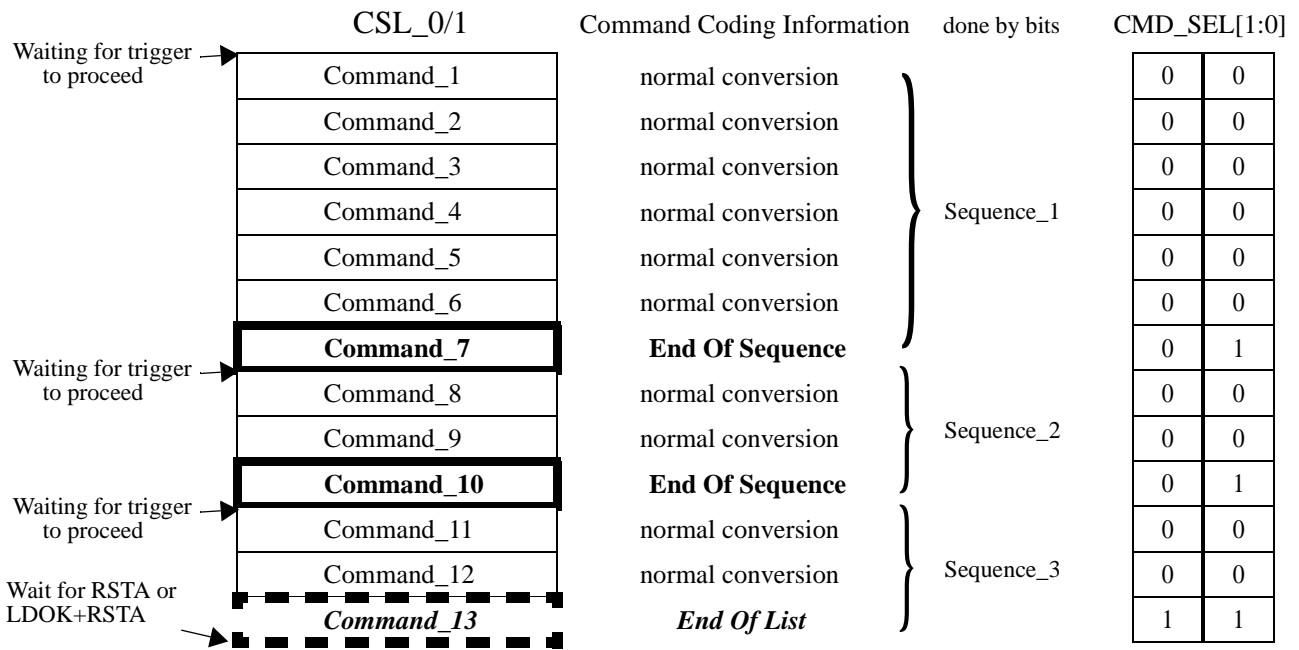 CSL_0/1 Command Coding Information done by bits CMD_SEL[1:0]
Waiting for trigger
to proceed
Command_1 normal conversion 0 0
Command_2 normal conversion 0 0
Command_3 normal conversion 0 0
Command_4 normal conversion Sequence_1 0 0
Command_5 normal conversion 0 0
Command_6 normal conversion 0 0
Command_7 End Of Sequence 0 1
Waiting for trigger
to proceed
Command_8 normal conversion 0 0
Command_9 normal conversion Sequence_2 0 0
Command_10 End Of Sequence 0 1
Waiting for trigger
to proceed
Command_11 normal conversion 0 0
Command_12 normal conversion Sequence_3 0 0
Wait for RSTA or
LDOK+RSTA
Command_13 End Of List 1 1